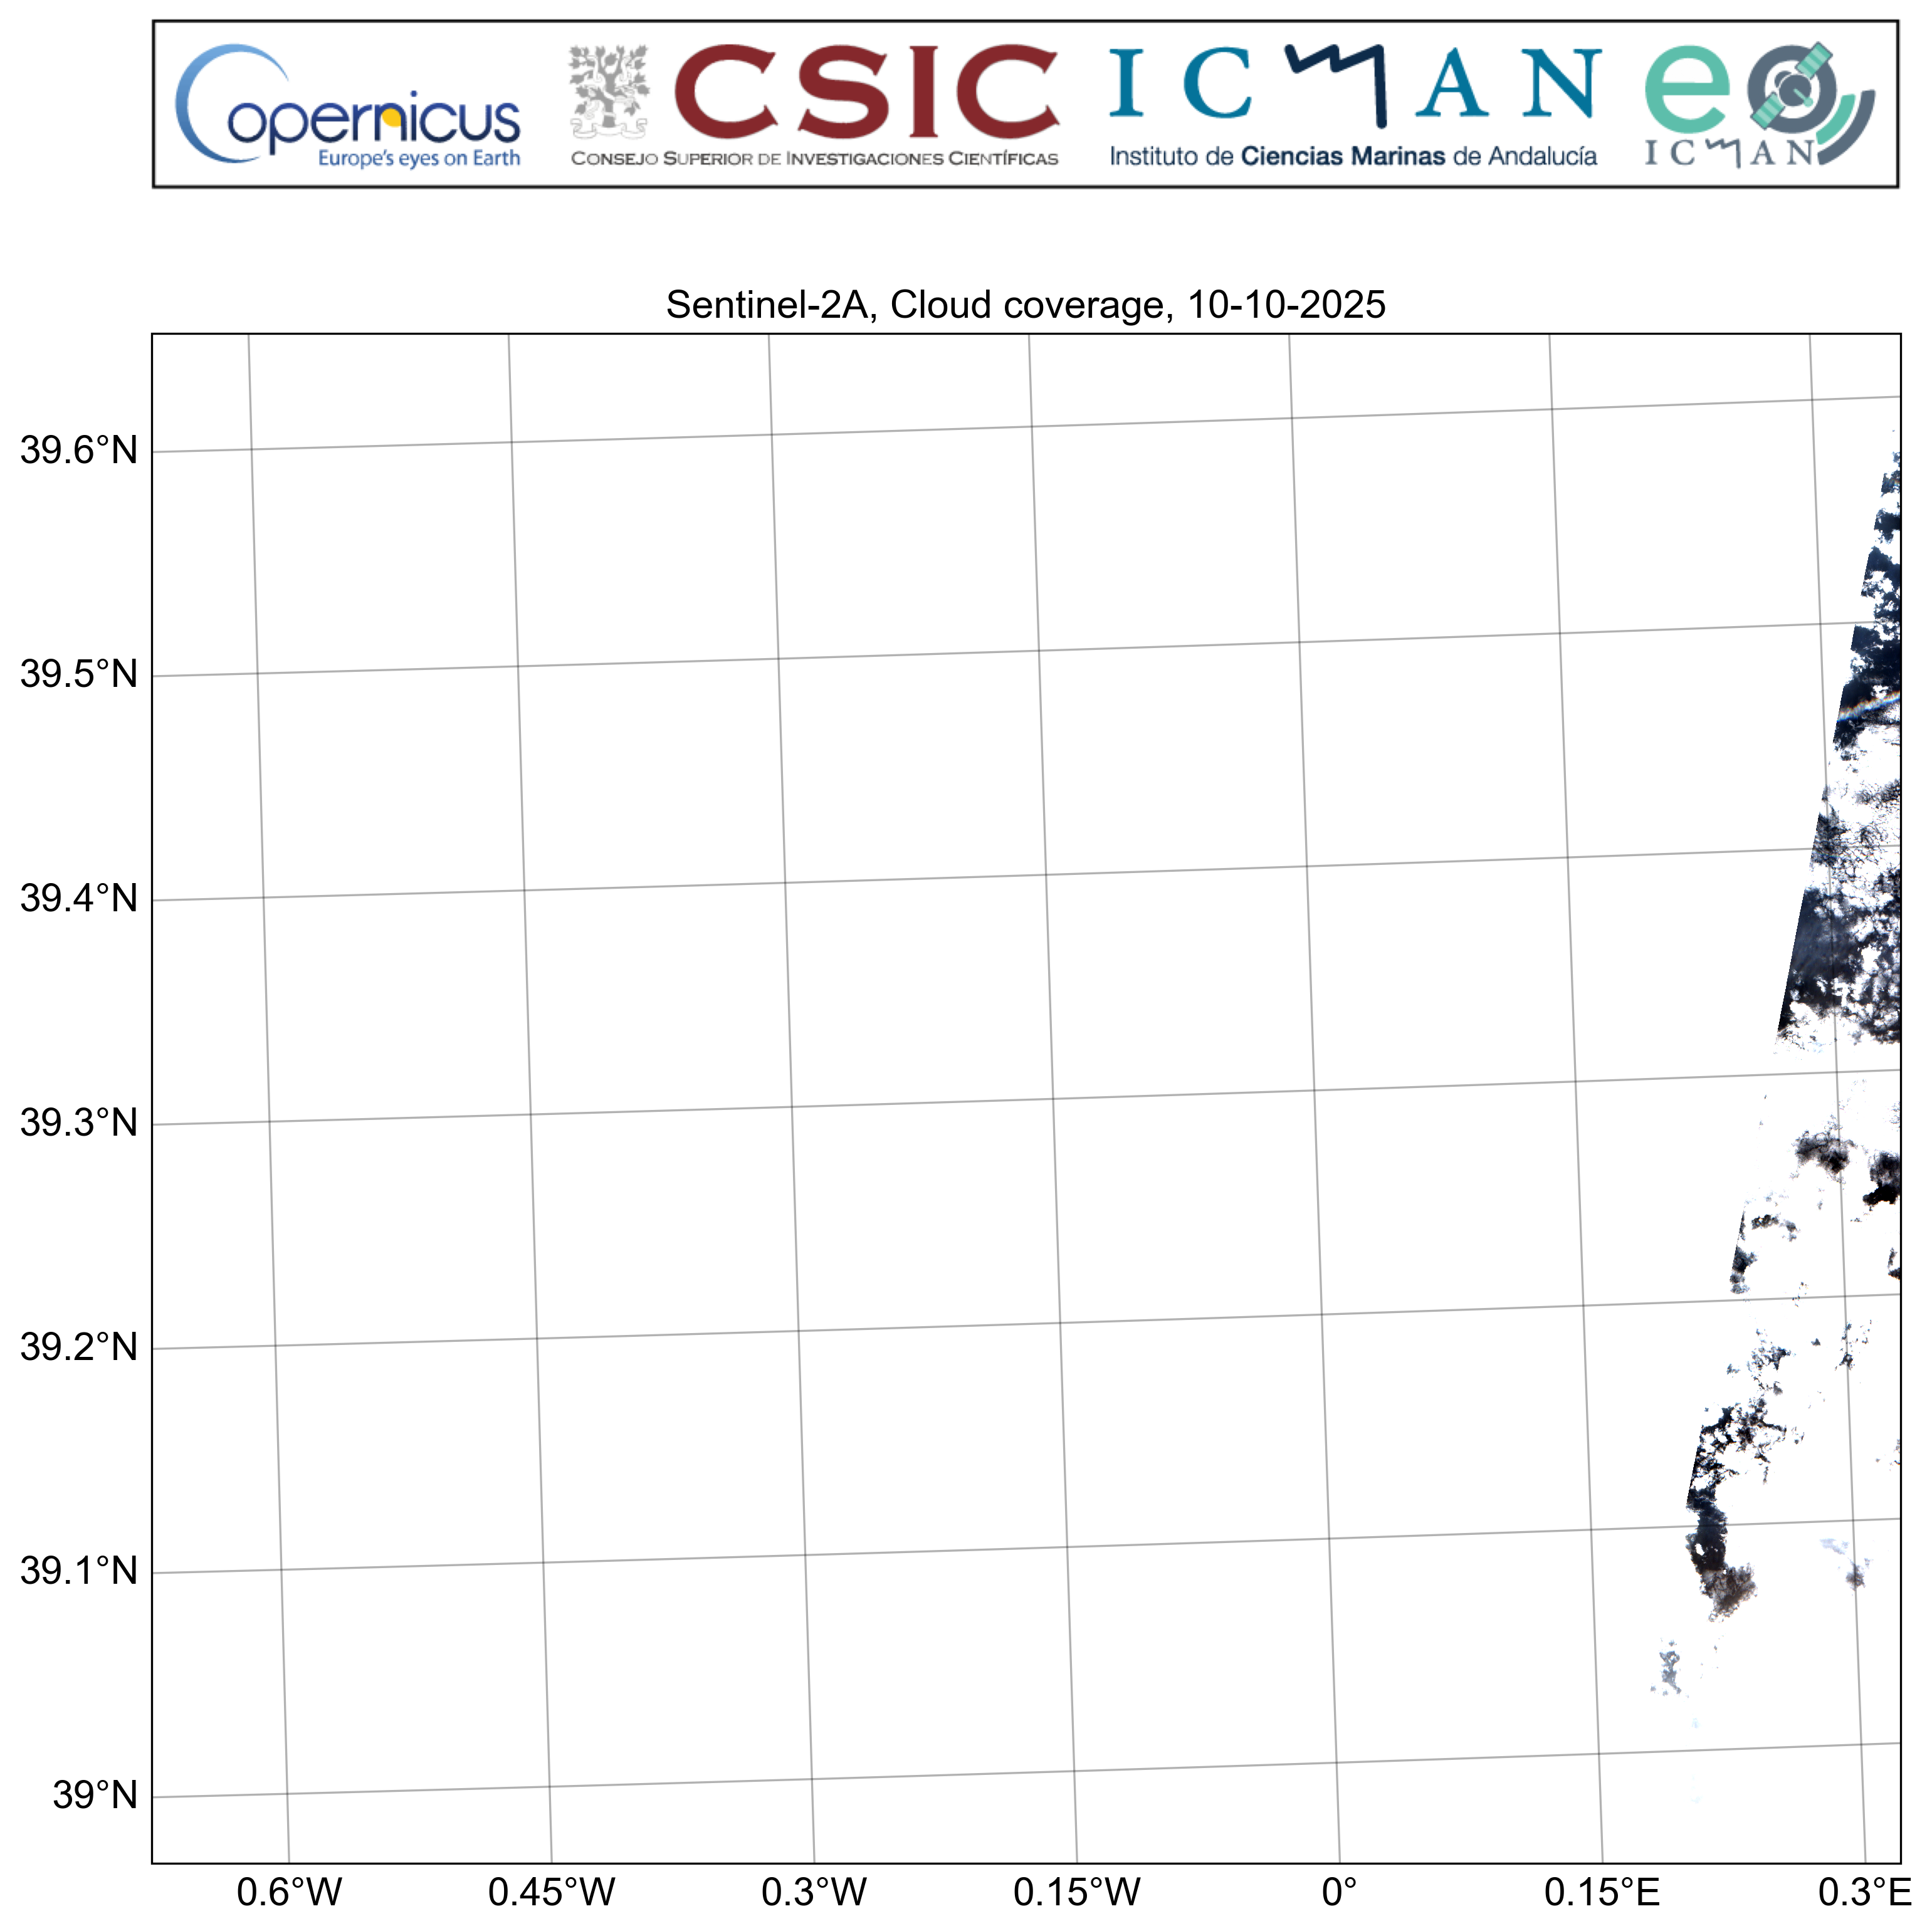 Copernicus
Europe's eyes on Earth
CSIC
CONSEJO SUPERIOR DE INVESTIGACIONES CIENTÍFICAS
ICMAN
Instituto de Ciencias Marinas de Andalucía
eo
ICMAN
Sentinel-2A, Cloud coverage, 10-10-2025
39.6°N
39.5°N
39.4°N
39.3°N
39.2°N
39.1°N
39°N
0.6°W 0.45°W 0.3°W 0.15°W 0° 0.15°E 0.3°E